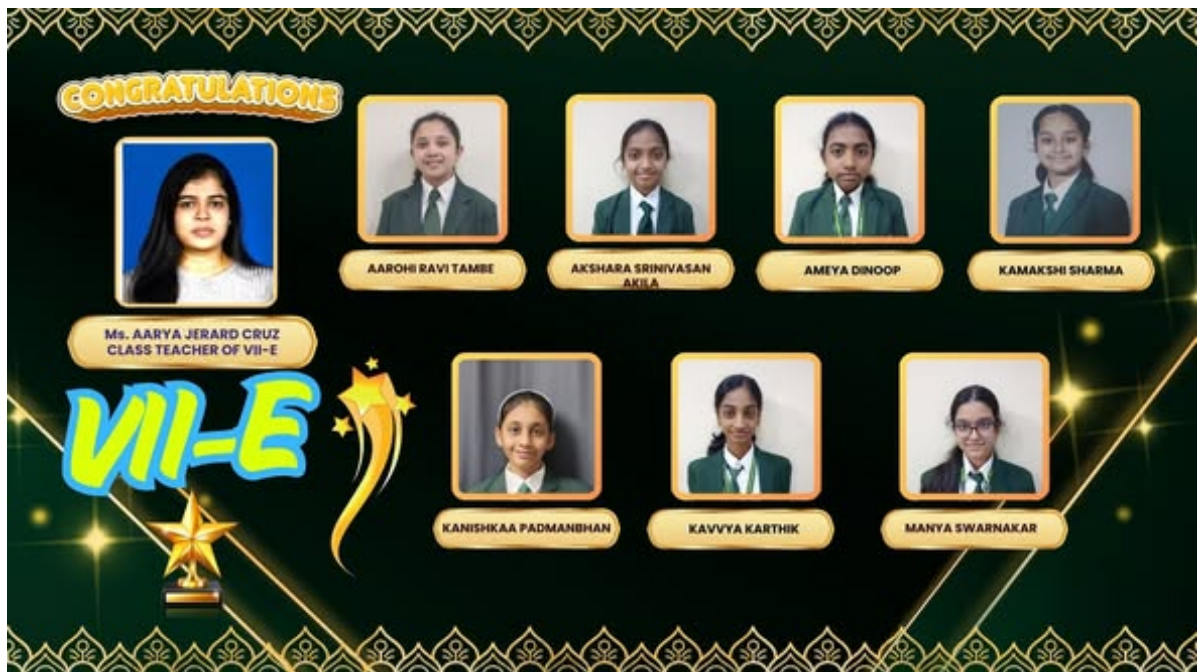 CONGRATULATIONS
Ms. AARYA JERARD CRUZ
CLASS TEACHER OF VII-E
VII-E
AAROHI RAVI TAMBE
AKSHARA SRINIVASAN
AKILA
AMEYA DINOOP
KAMAKSHI SHARMA
KANISHKAA PADMANBHAN
KAVVYA KARTHIK
MANYA SWARNAKAR